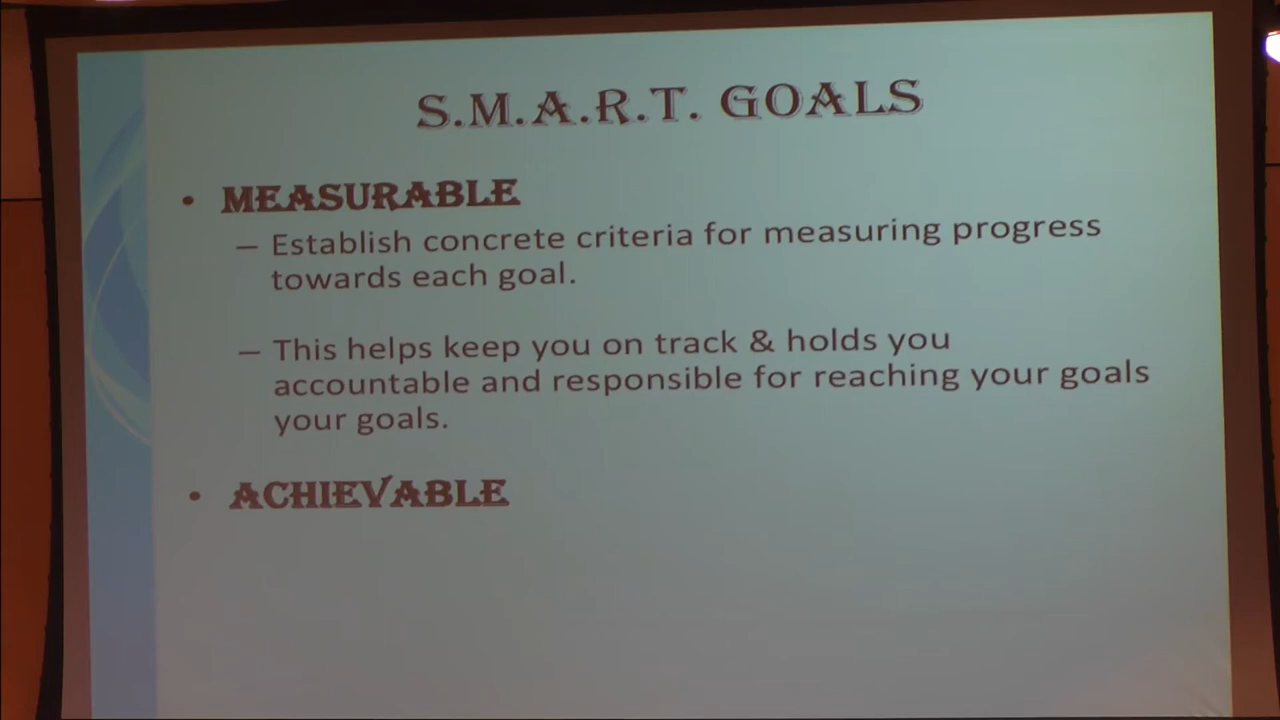 S.M.A.R.T. GOALS
• MEASURABLE
– Establish concrete criteria for measuring progress
towards each goal.
– This helps keep you on track & holds you
accountable and responsible for reaching your goals
your goals.
• ACHIEVABLE